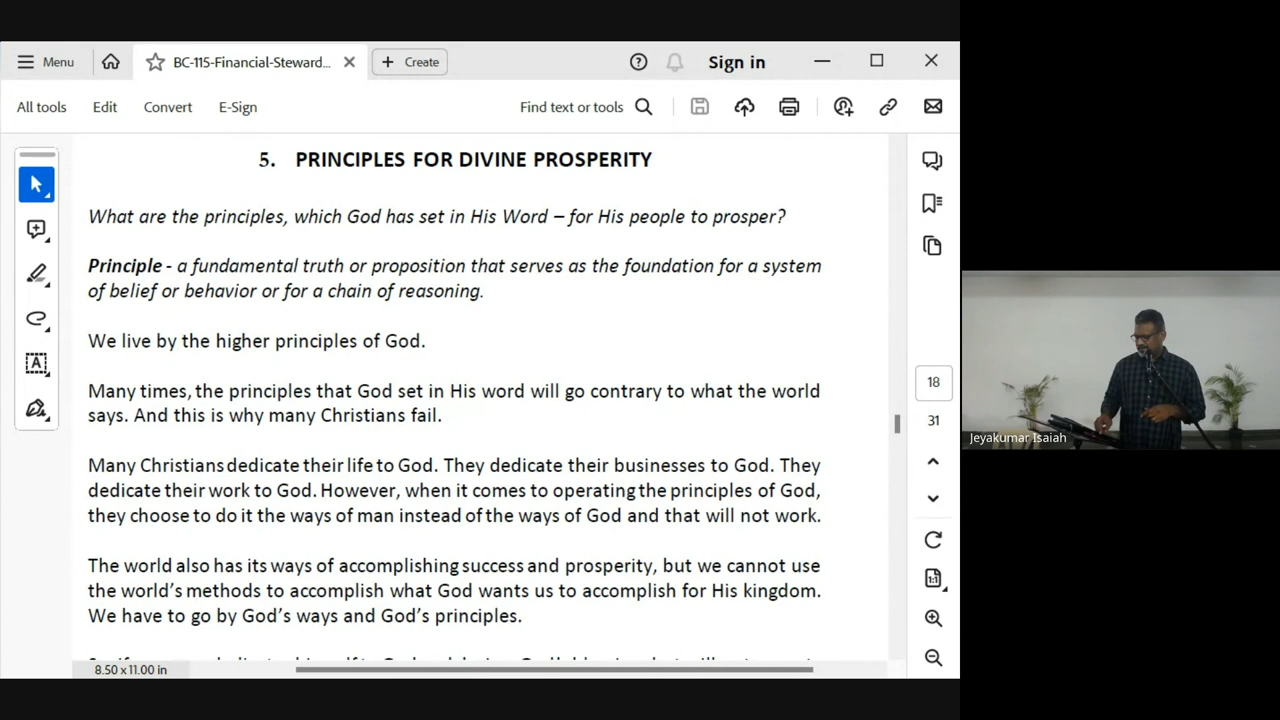 Menu
BC-115-Financial-Steward...
Create
Sign in
All tools
Edit
Convert
E-Sign
Find text or tools
5. PRINCIPLES FOR DIVINE PROSPERITY
What are the principles, which God has set in His Word – for His people to prosper?
Principle - a fundamental truth or proposition that serves as the foundation for a system
of belief or behavior or for a chain of reasoning.
We live by the higher principles of God.
Many times, the principles that God set in His word will go contrary to what the world
says. And this is why many Christians fail.
Many Christians dedicate their life to God. They dedicate their businesses to God. They
dedicate their work to God. However, when it comes to operating the principles of God,
they choose to do it the ways of man instead of the ways of God and that will not work.
The world also has its ways of accomplishing success and prosperity, but we cannot use
the world's methods to accomplish what God wants us to accomplish for His kingdom.
We have to go by God's ways and God's principles.
8.50 x 11.00 in
18
31
1:1
Jeyakumar Isaiah